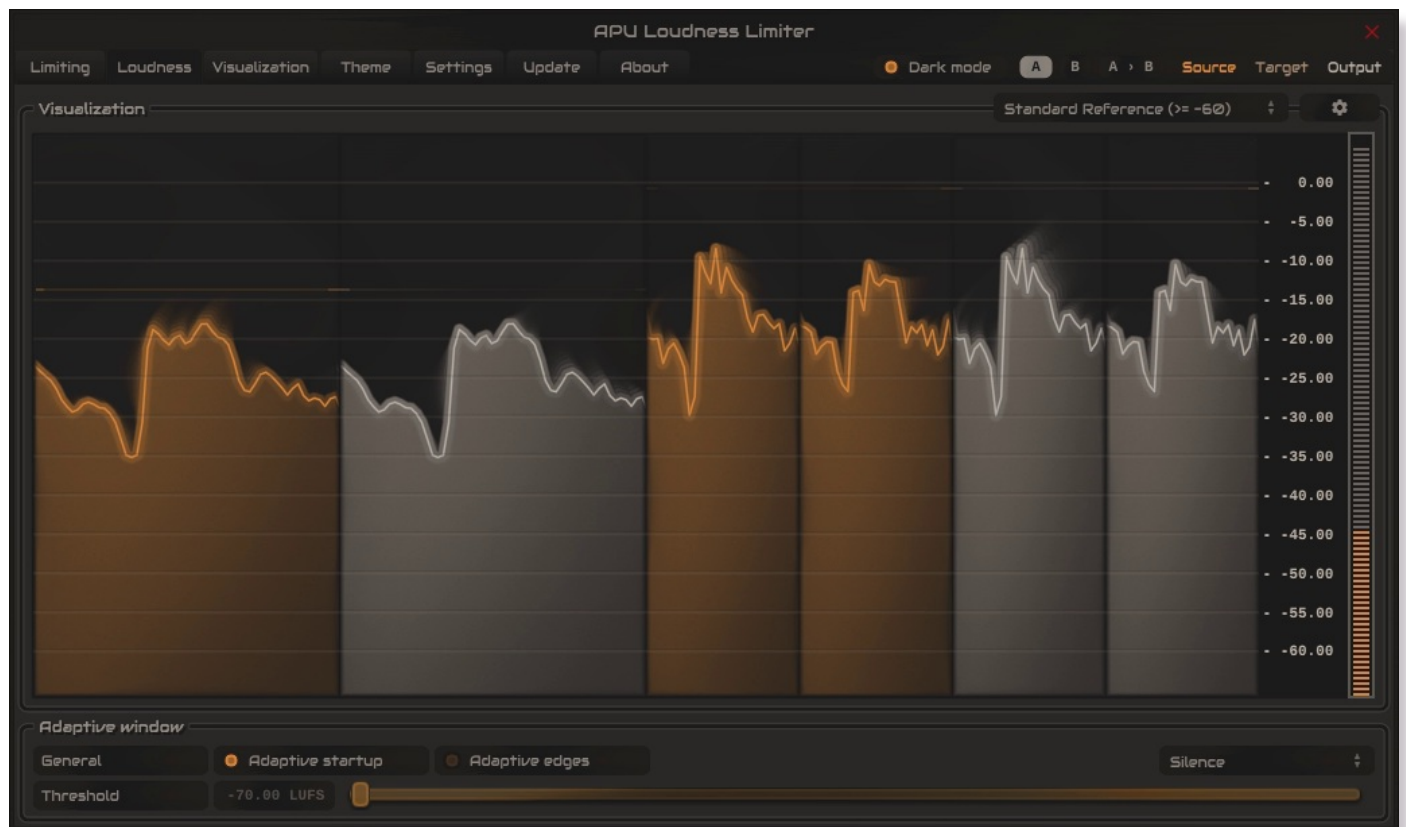 APU Loudness Limiter
Limiting Loudness Visualization Theme Settings Update About Dark mode A B A › B Source Target Output
Visualization Standard Reference (>= -60)
- 0.00
- -5.00
- -10.00
- -15.00
- -20.00
- -25.00
- -30.00
- -35.00
- -40.00
- -45.00
- -50.00
- -55.00
- -60.00
Adaptive window
General Adaptive startup Adaptive edges Silence
Threshold -70.00 LUFS